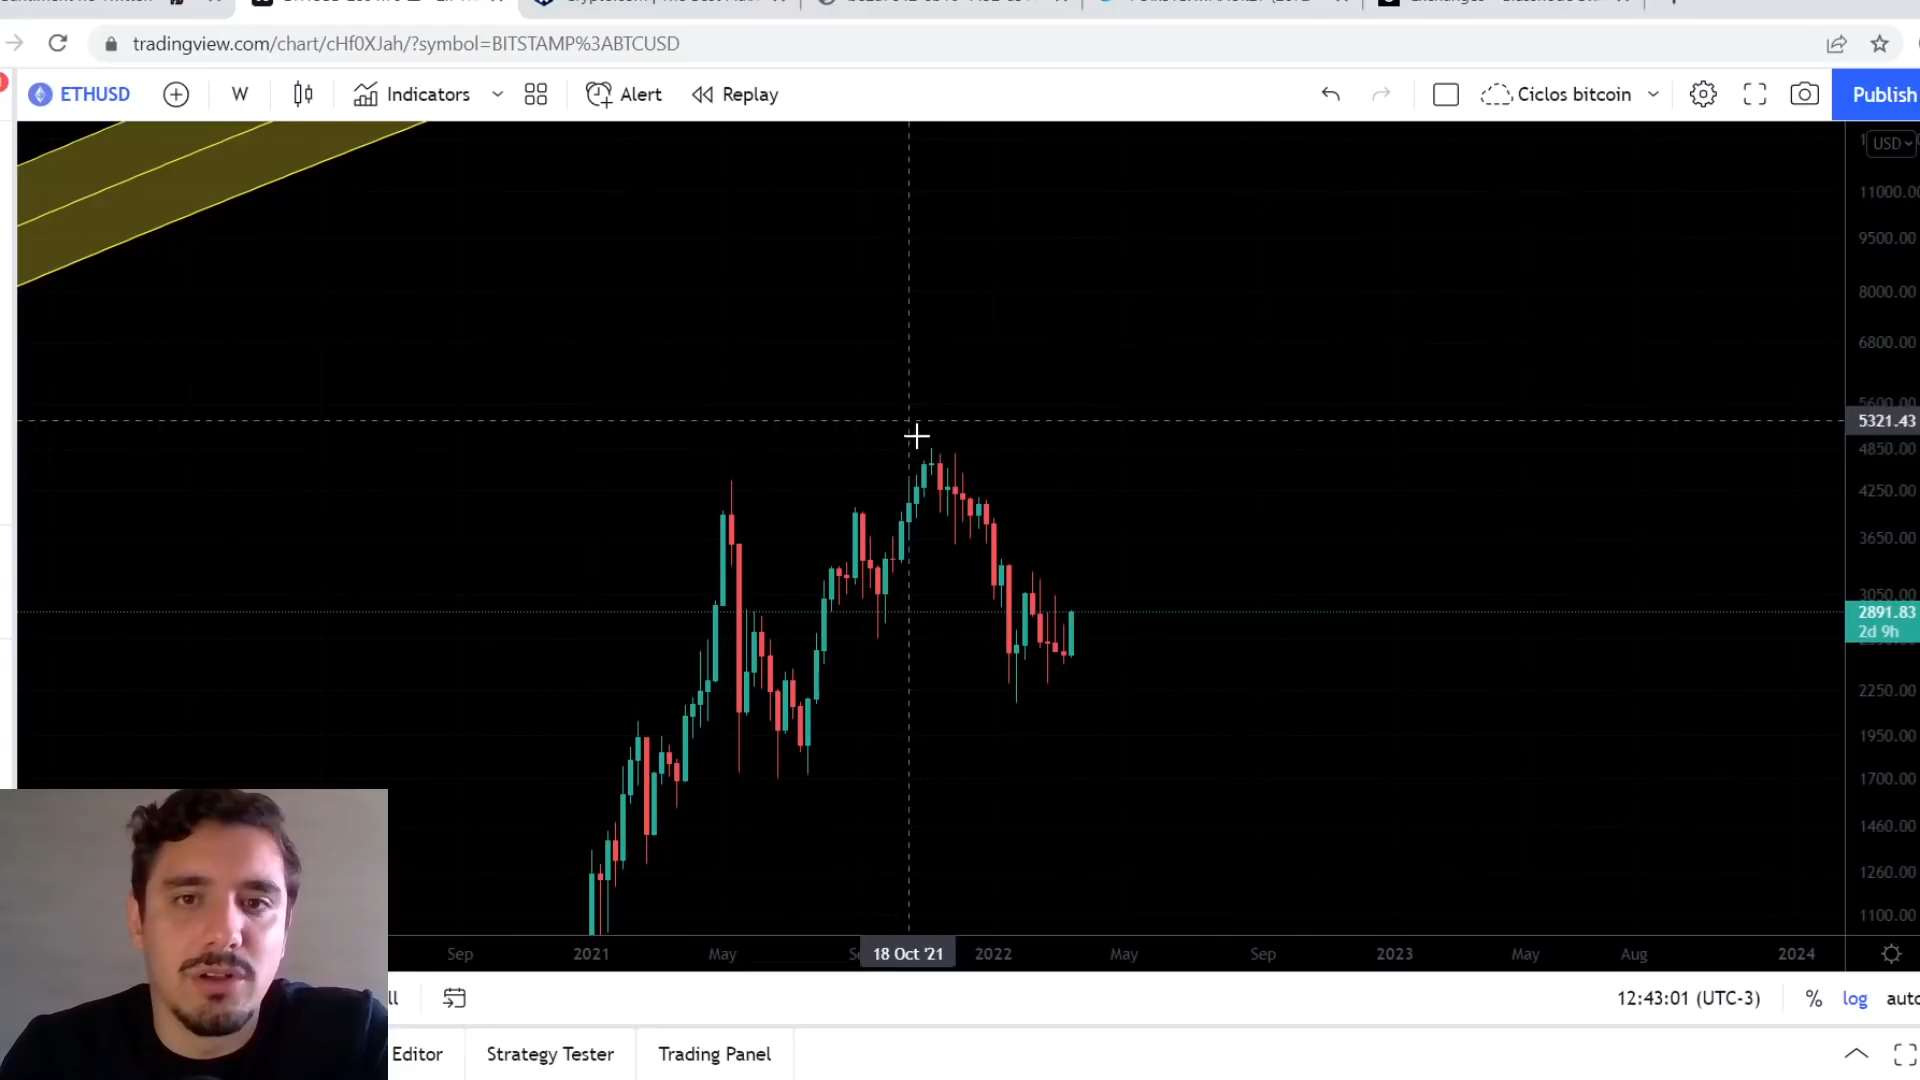 tradingview.com/chart/cHf0XJah/?symbol=BITSTAMP%3ABTCUSD
ETHUSD W Indicators Alert Replay Ciclos bitcoin Publish
USD
11000.0
9500.00
8000.00
6800.00
5600.00
5321.43
4850.00
4250.00
3650.00
3050.00
2891.83
2d 9h
2250.00
1950.00
1700.00
1460.00
1260.00
1100.00
Sep 2021 May 18 Oct '21 2022 May Sep 2023 May Aug 2024
12:43:01 (UTC-3) % log auto
Editor Strategy Tester Trading Panel